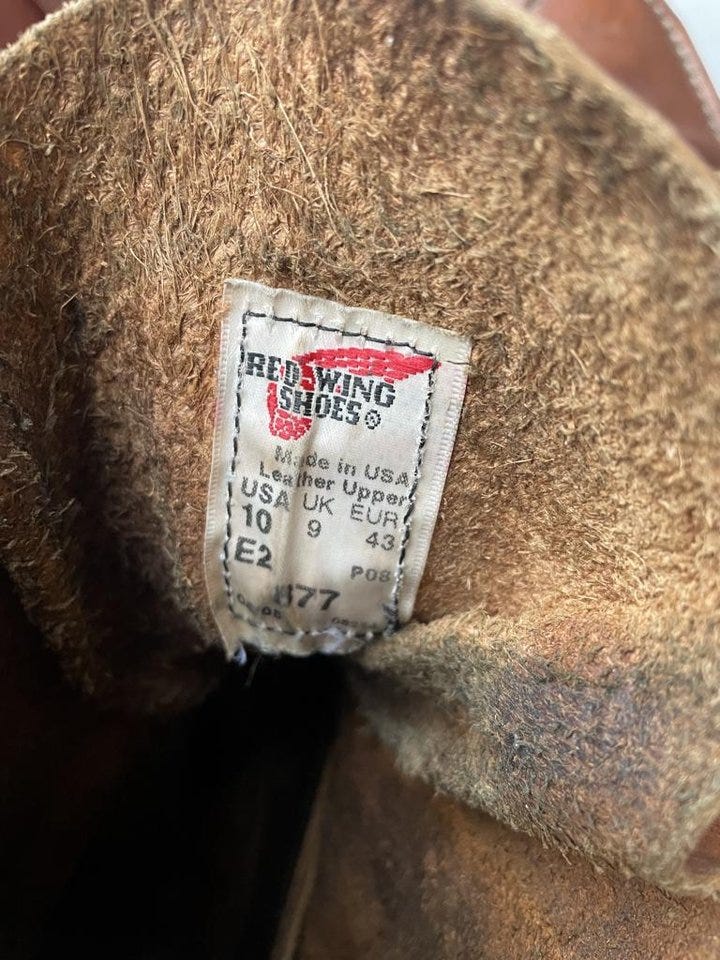 RED WING
SHOES®
Made in USA
Leather Upper
USA UK EUR
10 9 43
E2
P08
877